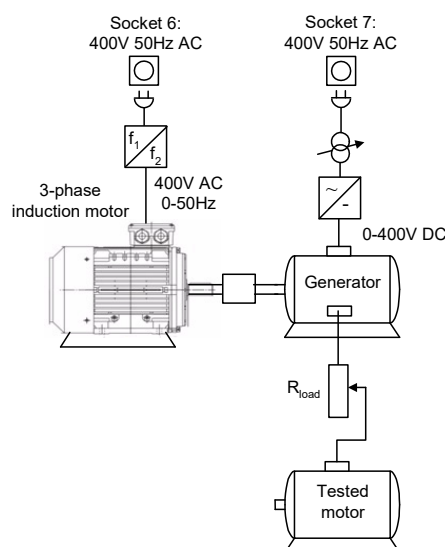 Socket 6:
400V 50Hz AC
Socket 7:
400V 50Hz AC
f1
f2
3-phase
induction motor
400V AC
0-50Hz
~
-
0-400V DC
Generator
Rload
Tested
motor